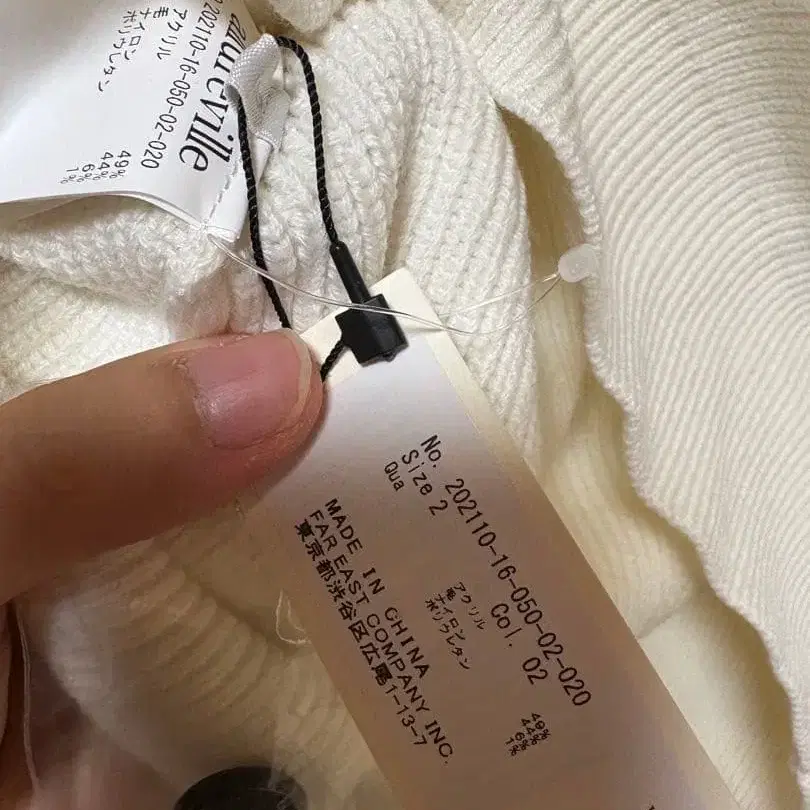 alureville
202110-16-050-02-020
アクリル 49%
毛 44%
ナイロン 6%
ポリウレタン 1%
No. 202110-16-050-02-020
Size 2 Col. 02
Qua
アクリル 49%
毛 44%
ナイロン 6%
ポリウレタン 1%
MADE IN CHINA
FAR EAST COMPANY INC.
東京都渋谷区広尾1-13-7